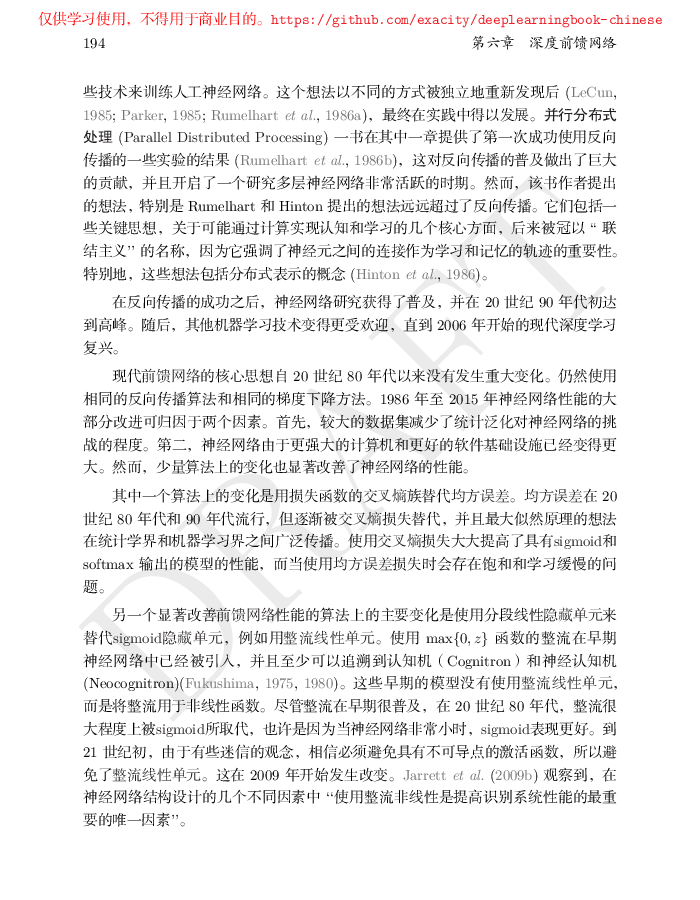 仅供学习使用，不得用于商业目的。https://github.com/exacity/deeplearningbook-chinese
194 第六章 深度前馈网络
些技术来训练人工神经网络。这个想法以不同的方式被独立地重新发现后 (LeCun,
1985; Parker, 1985; Rumelhart et al., 1986a)，最终在实践中得以发展。并行分布式
处理 (Parallel Distributed Processing) 一书在其中一章提供了第一次成功使用反向
传播的一些实验的结果 (Rumelhart et al., 1986b)，这对反向传播的普及做出了巨大
的贡献，并且开启了一个研究多层神经网络非常活跃的时期。然而，该书作者提出
的想法，特别是 Rumelhart 和 Hinton 提出的想法远远超过了反向传播。它们包括一
些关键思想，关于可能通过计算实现认知和学习的几个核心方面，后来被冠以 “ 联
结主义’’ 的名称，因为它强调了神经元之间的连接作为学习和记忆的轨迹的重要性。
特别地，这些想法包括分布式表示的概念 (Hinton et al., 1986)。
在反向传播的成功之后，神经网络研究获得了普及，并在 20 世纪 90 年代初达
到高峰。随后，其他机器学习技术变得更受欢迎，直到 2006 年开始的现代深度学习
复兴。
现代前馈网络的核心思想自 20 世纪 80 年代以来没有发生重大变化。仍然使用
相同的反向传播算法和相同的梯度下降方法。1986 年至 2015 年神经网络性能的大
部分改进可归因于两个因素。首先，较大的数据集减少了统计泛化对神经网络的挑
战的程度。第二，神经网络由于更强大的计算机和更好的软件基础设施已经变得更
大。然而，少量算法上的变化也显著改善了神经网络的性能。
其中一个算法上的变化是用损失函数的交叉熵族替代均方误差。均方误差在 20
世纪 80 年代和 90 年代流行，但逐渐被交叉熵损失替代，并且最大似然原理的想法
在统计学界和机器学习界之间广泛传播。使用交叉熵损失大大提高了具有sigmoid和
softmax 输出的模型的性能，而当使用均方误差损失时会存在饱和和学习缓慢的问
题。
另一个显著改善前馈网络性能的算法上的主要变化是使用分段线性隐藏单元来
替代sigmoid隐藏单元，例如用整流线性单元。使用 max{0, z} 函数的整流在早期
神经网络中已经被引入，并且至少可以追溯到认知机（Cognitron）和神经认知机
(Neocognitron)(Fukushima, 1975, 1980)。这些早期的模型没有使用整流线性单元，
而是将整流用于非线性函数。尽管整流在早期很普及，在 20 世纪 80 年代，整流很
大程度上被sigmoid所取代，也许是因为当神经网络非常小时，sigmoid表现更好。到
21 世纪初，由于有些迷信的观念，相信必须避免具有不可导点的激活函数，所以避
免了整流线性单元。这在 2009 年开始发生改变。Jarrett et al. (2009b) 观察到，在
神经网络结构设计的几个不同因素中 “使用整流非线性是提高识别系统性能的最重
要的唯一因素’’。
DRAFT